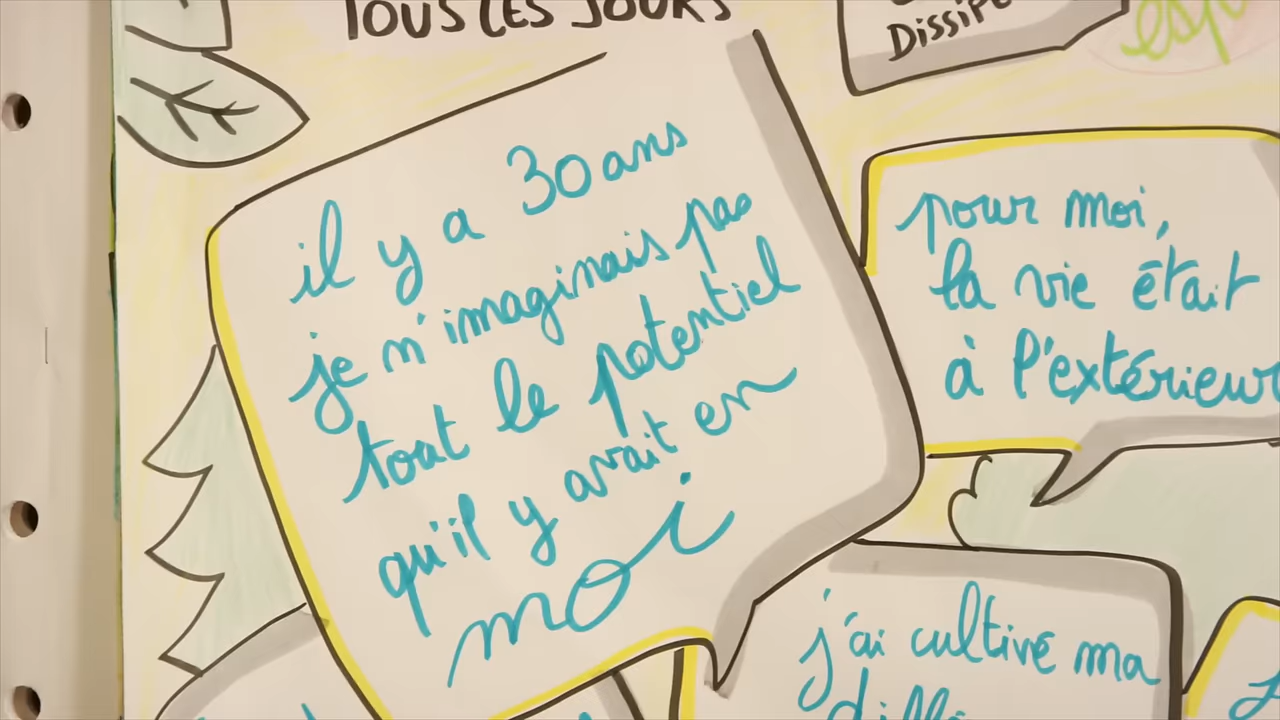 TOUS LES JOURS
DISSIPE
il y a 30 ans
je n'imaginais pas
tout le potentiel
qu'il y avait en
moi
pour moi,
la vie était
à l'extérieur
j'ai cultivé ma